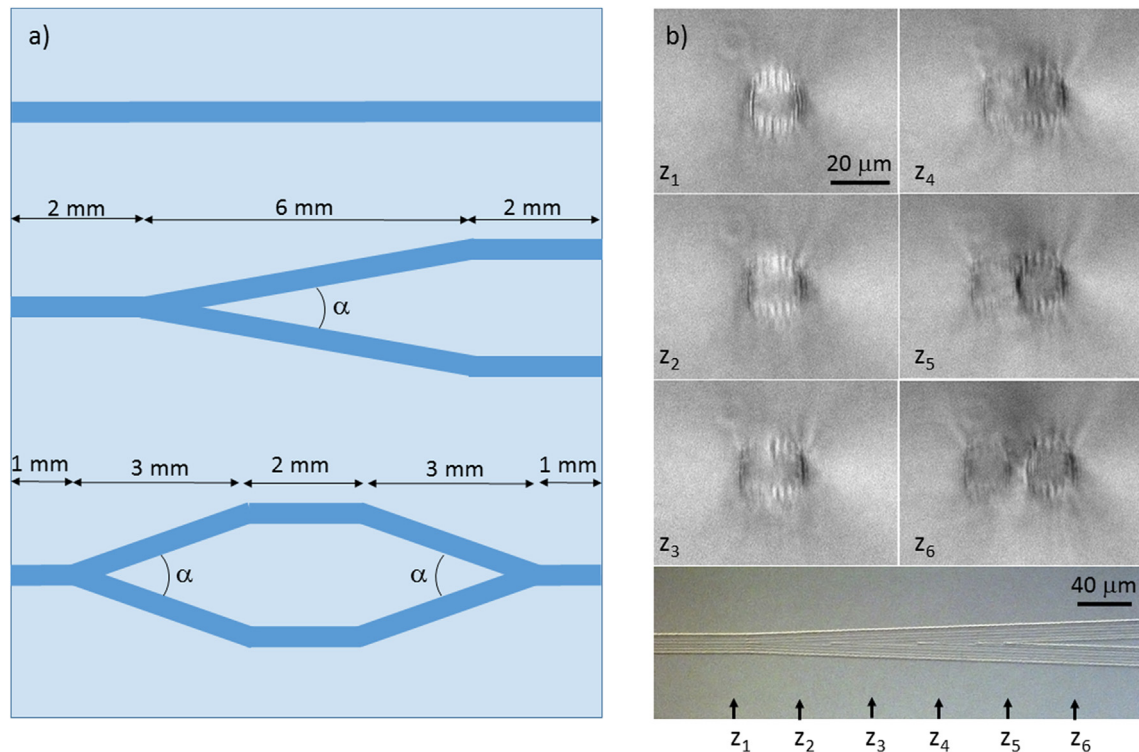 a)
2 mm 6 mm 2 mm
α
1 mm 3 mm 2 mm 3 mm 1 mm
α α
b)
z₁ 20 μm z₄
z₂ z₅
z₃ z₆
40 μm
z₁ z₂ z₃ z₄ z₅ z₆